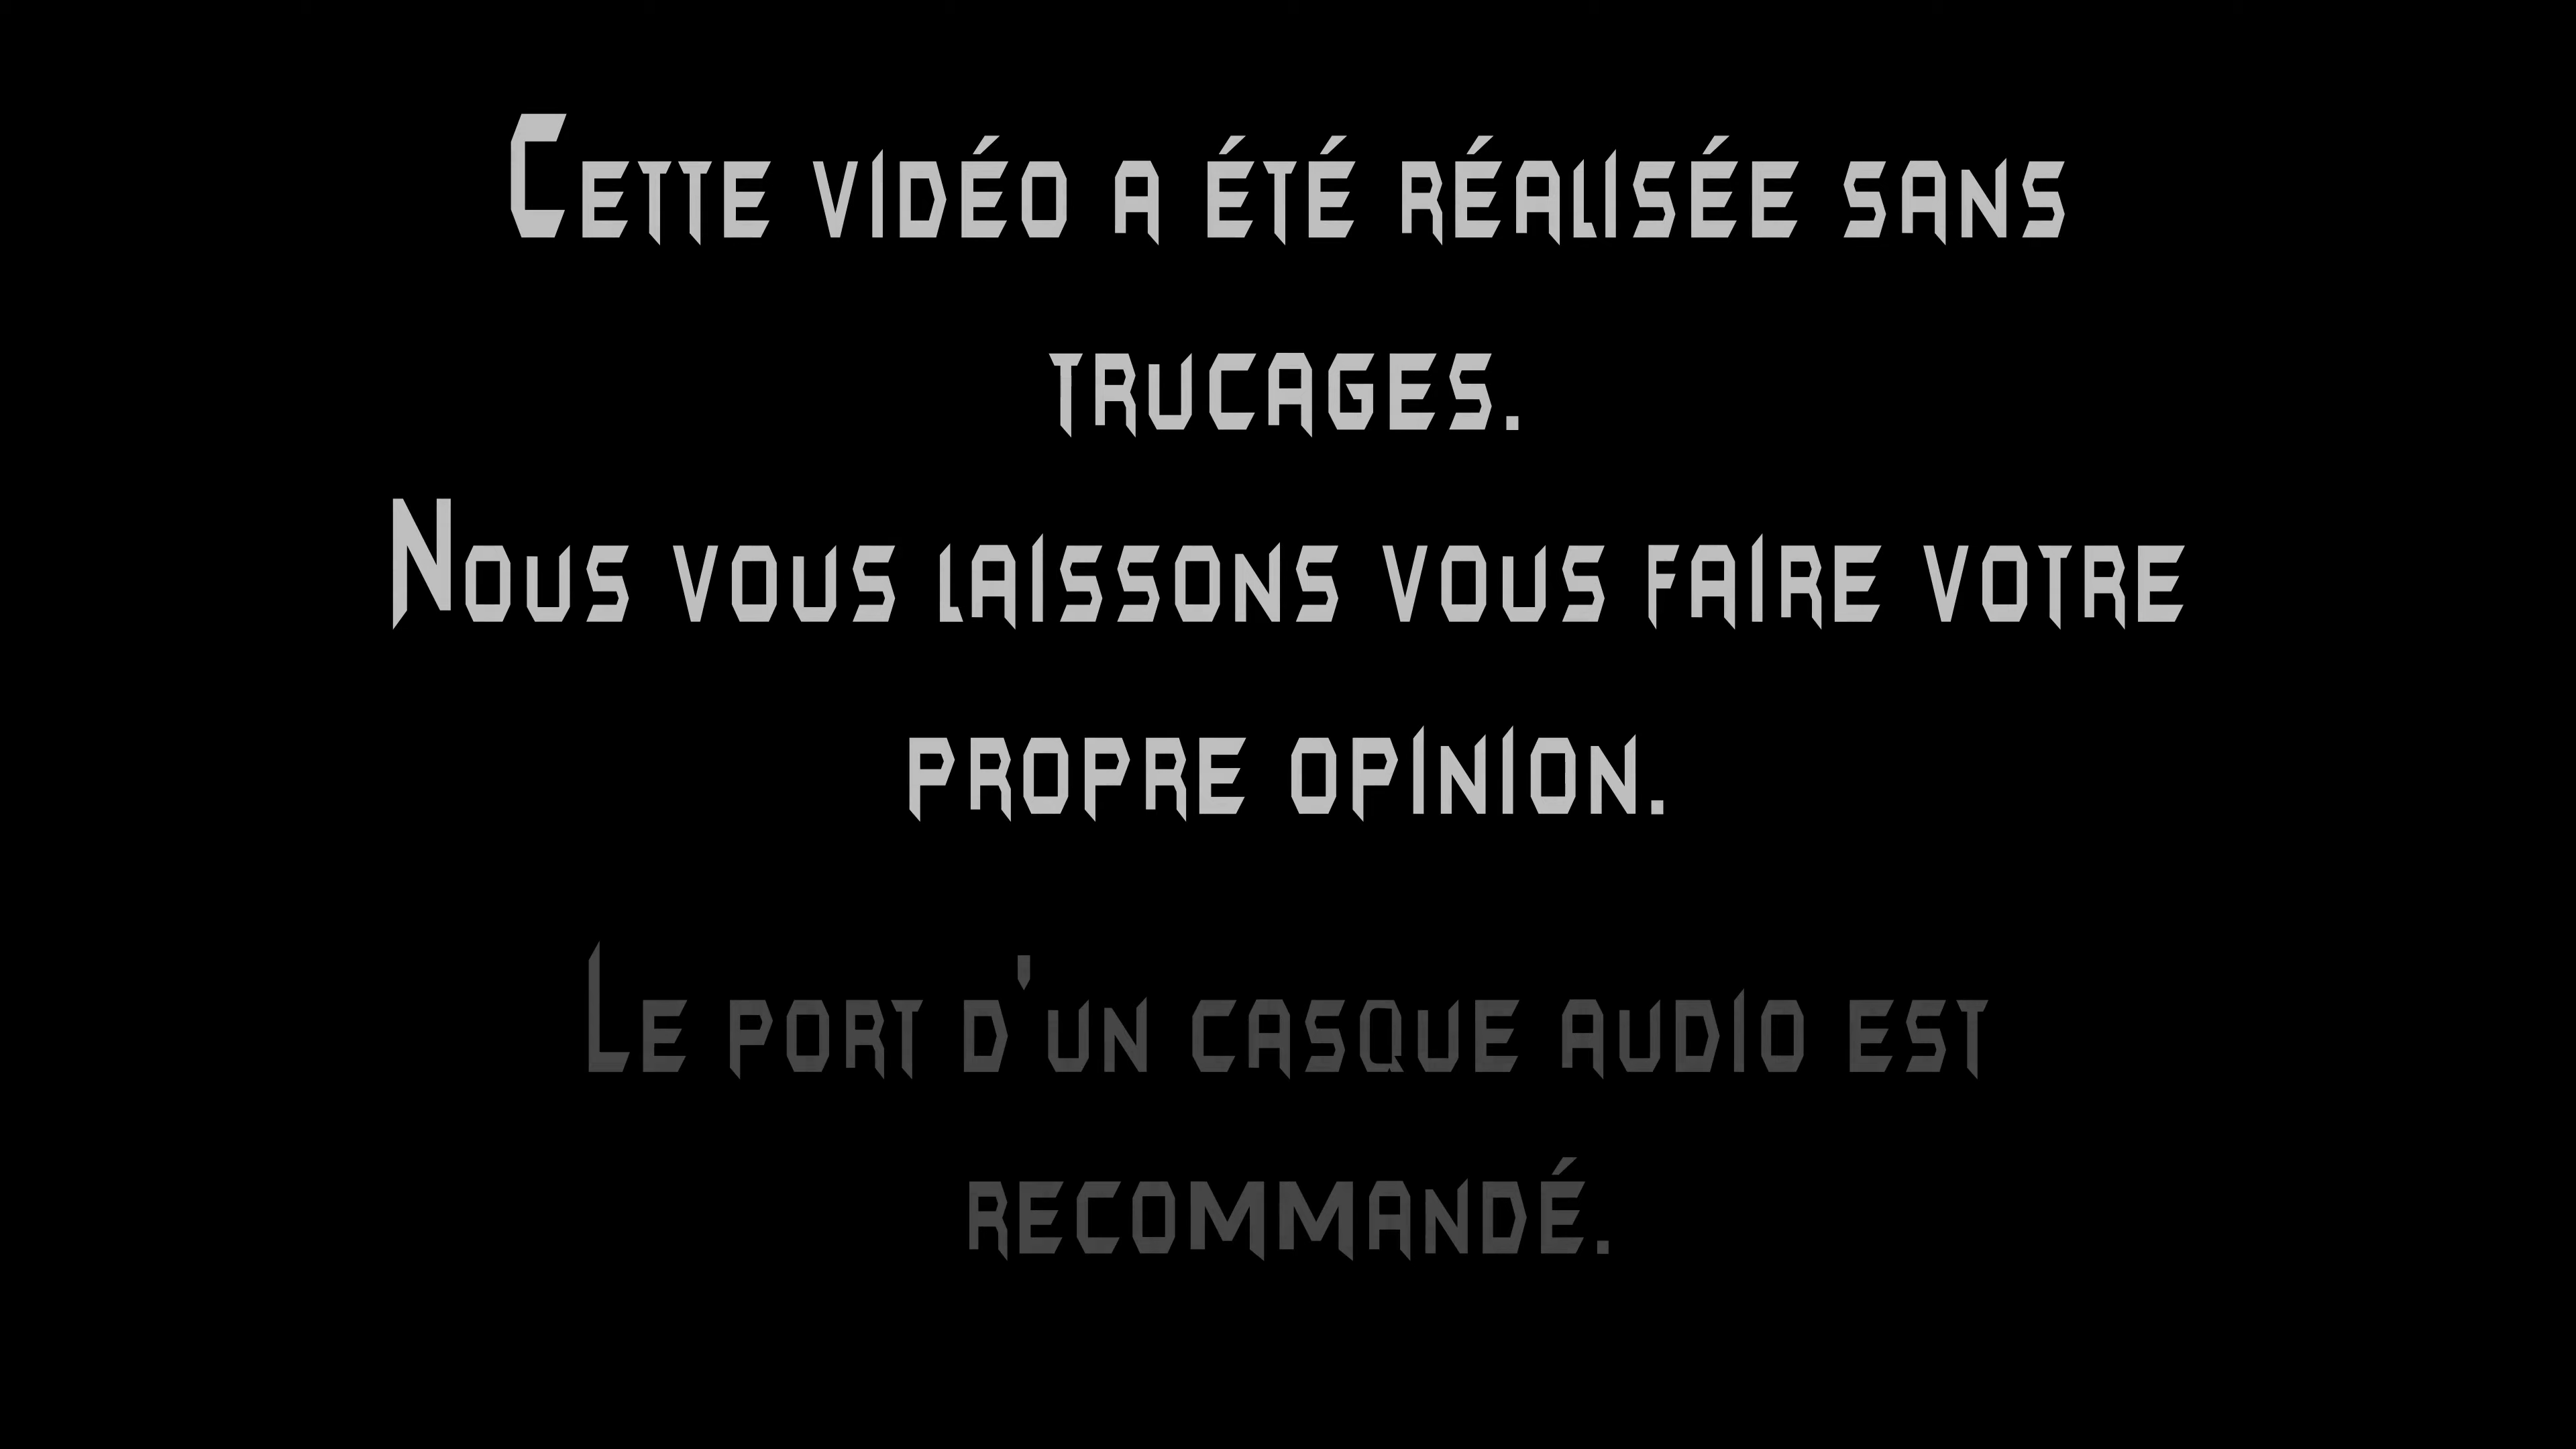 Cette vidéo a été réalisée sans
trucages.
Nous vous laissons vous faire votre
propre opinion.
Le port d'un casque audio est
recommandé.